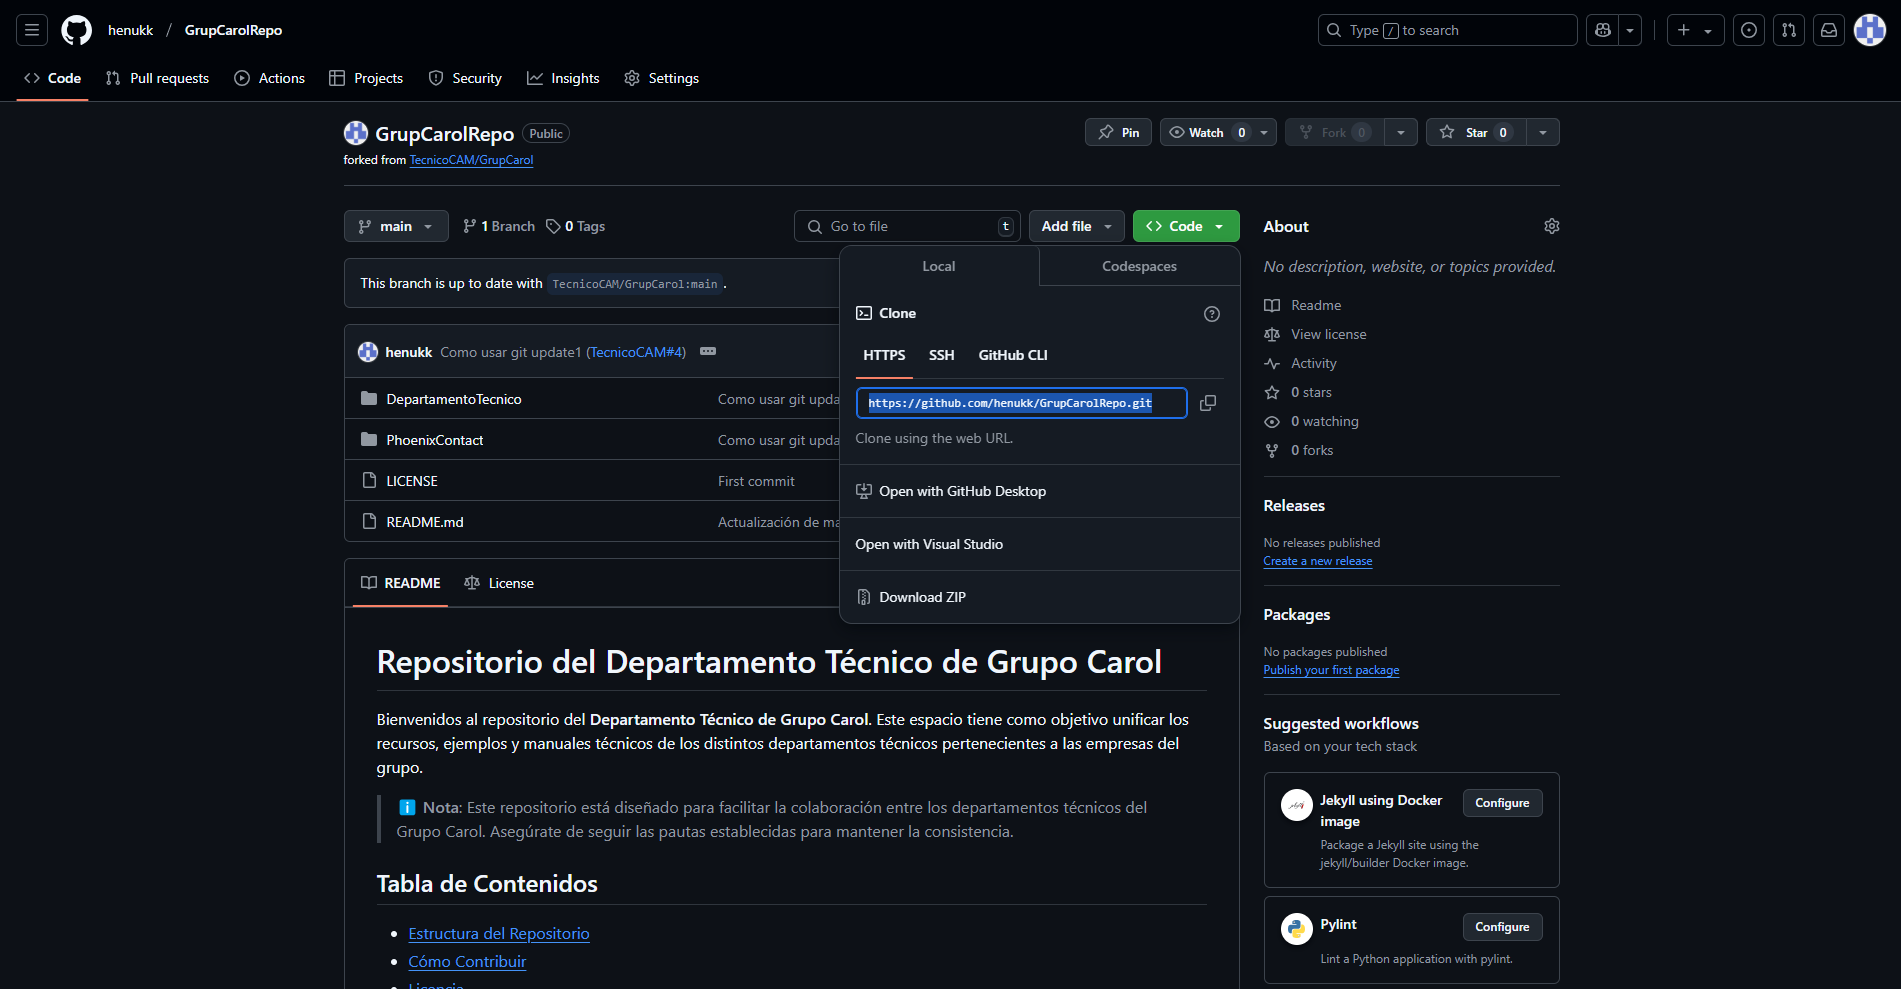 henukk / GrupCarolRepo
Type / to search
Code Pull requests Actions Projects Security Insights Settings
GrupCarolRepo Public
Pin Watch 0 Fork 0 Star 0
forked from TecnicoCAM/GrupCarol
main 1 Branch 0 Tags
Go to file t Add file Code
This branch is up to date with TecnicoCAM/GrupCarol:main .
henukk Como usar git update1 (TecnicoCAM#4)
DepartamentoTecnico Como usar git upda
PhoenixContact Como usar git upda
LICENSE First commit
README.md Actualización de ma
Local Codespaces
Clone
HTTPS SSH GitHub CLI
https://github.com/henukk/GrupCarolRepo.git
Clone using the web URL.
Open with GitHub Desktop
Open with Visual Studio
Download ZIP
README License
Repositorio del Departamento Técnico de Grupo Carol
Bienvenidos al repositorio del Departamento Técnico de Grupo Carol. Este espacio tiene como objetivo unificar los
recursos, ejemplos y manuales técnicos de los distintos departamentos técnicos pertenecientes a las empresas del
grupo.
Nota: Este repositorio está diseñado para facilitar la colaboración entre los departamentos técnicos del
Grupo Carol. Asegúrate de seguir las pautas establecidas para mantener la consistencia.
Tabla de Contenidos
Estructura del Repositorio
Cómo Contribuir
Licencia
About
No description, website, or topics provided.
Readme
View license
Activity
0 stars
0 watching
0 forks
Releases
No releases published
Create a new release
Packages
No packages published
Publish your first package
Suggested workflows
Based on your tech stack
Jekyll using Docker
image
Configure
Package a Jekyll site using the
jekyll/builder Docker image.
Pylint
Configure
Lint a Python application with pylint.